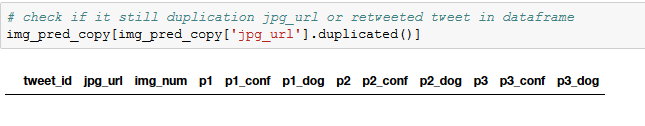 # check if it still duplication jpg_url or retweeted tweet in dataframe
img_pred_copy[img_pred_copy['jpg_url'].duplicated()]
tweet_id jpg_url img_num p1 p1_conf p1_dog p2 p2_conf p2_dog p3 p3_conf p3_dog